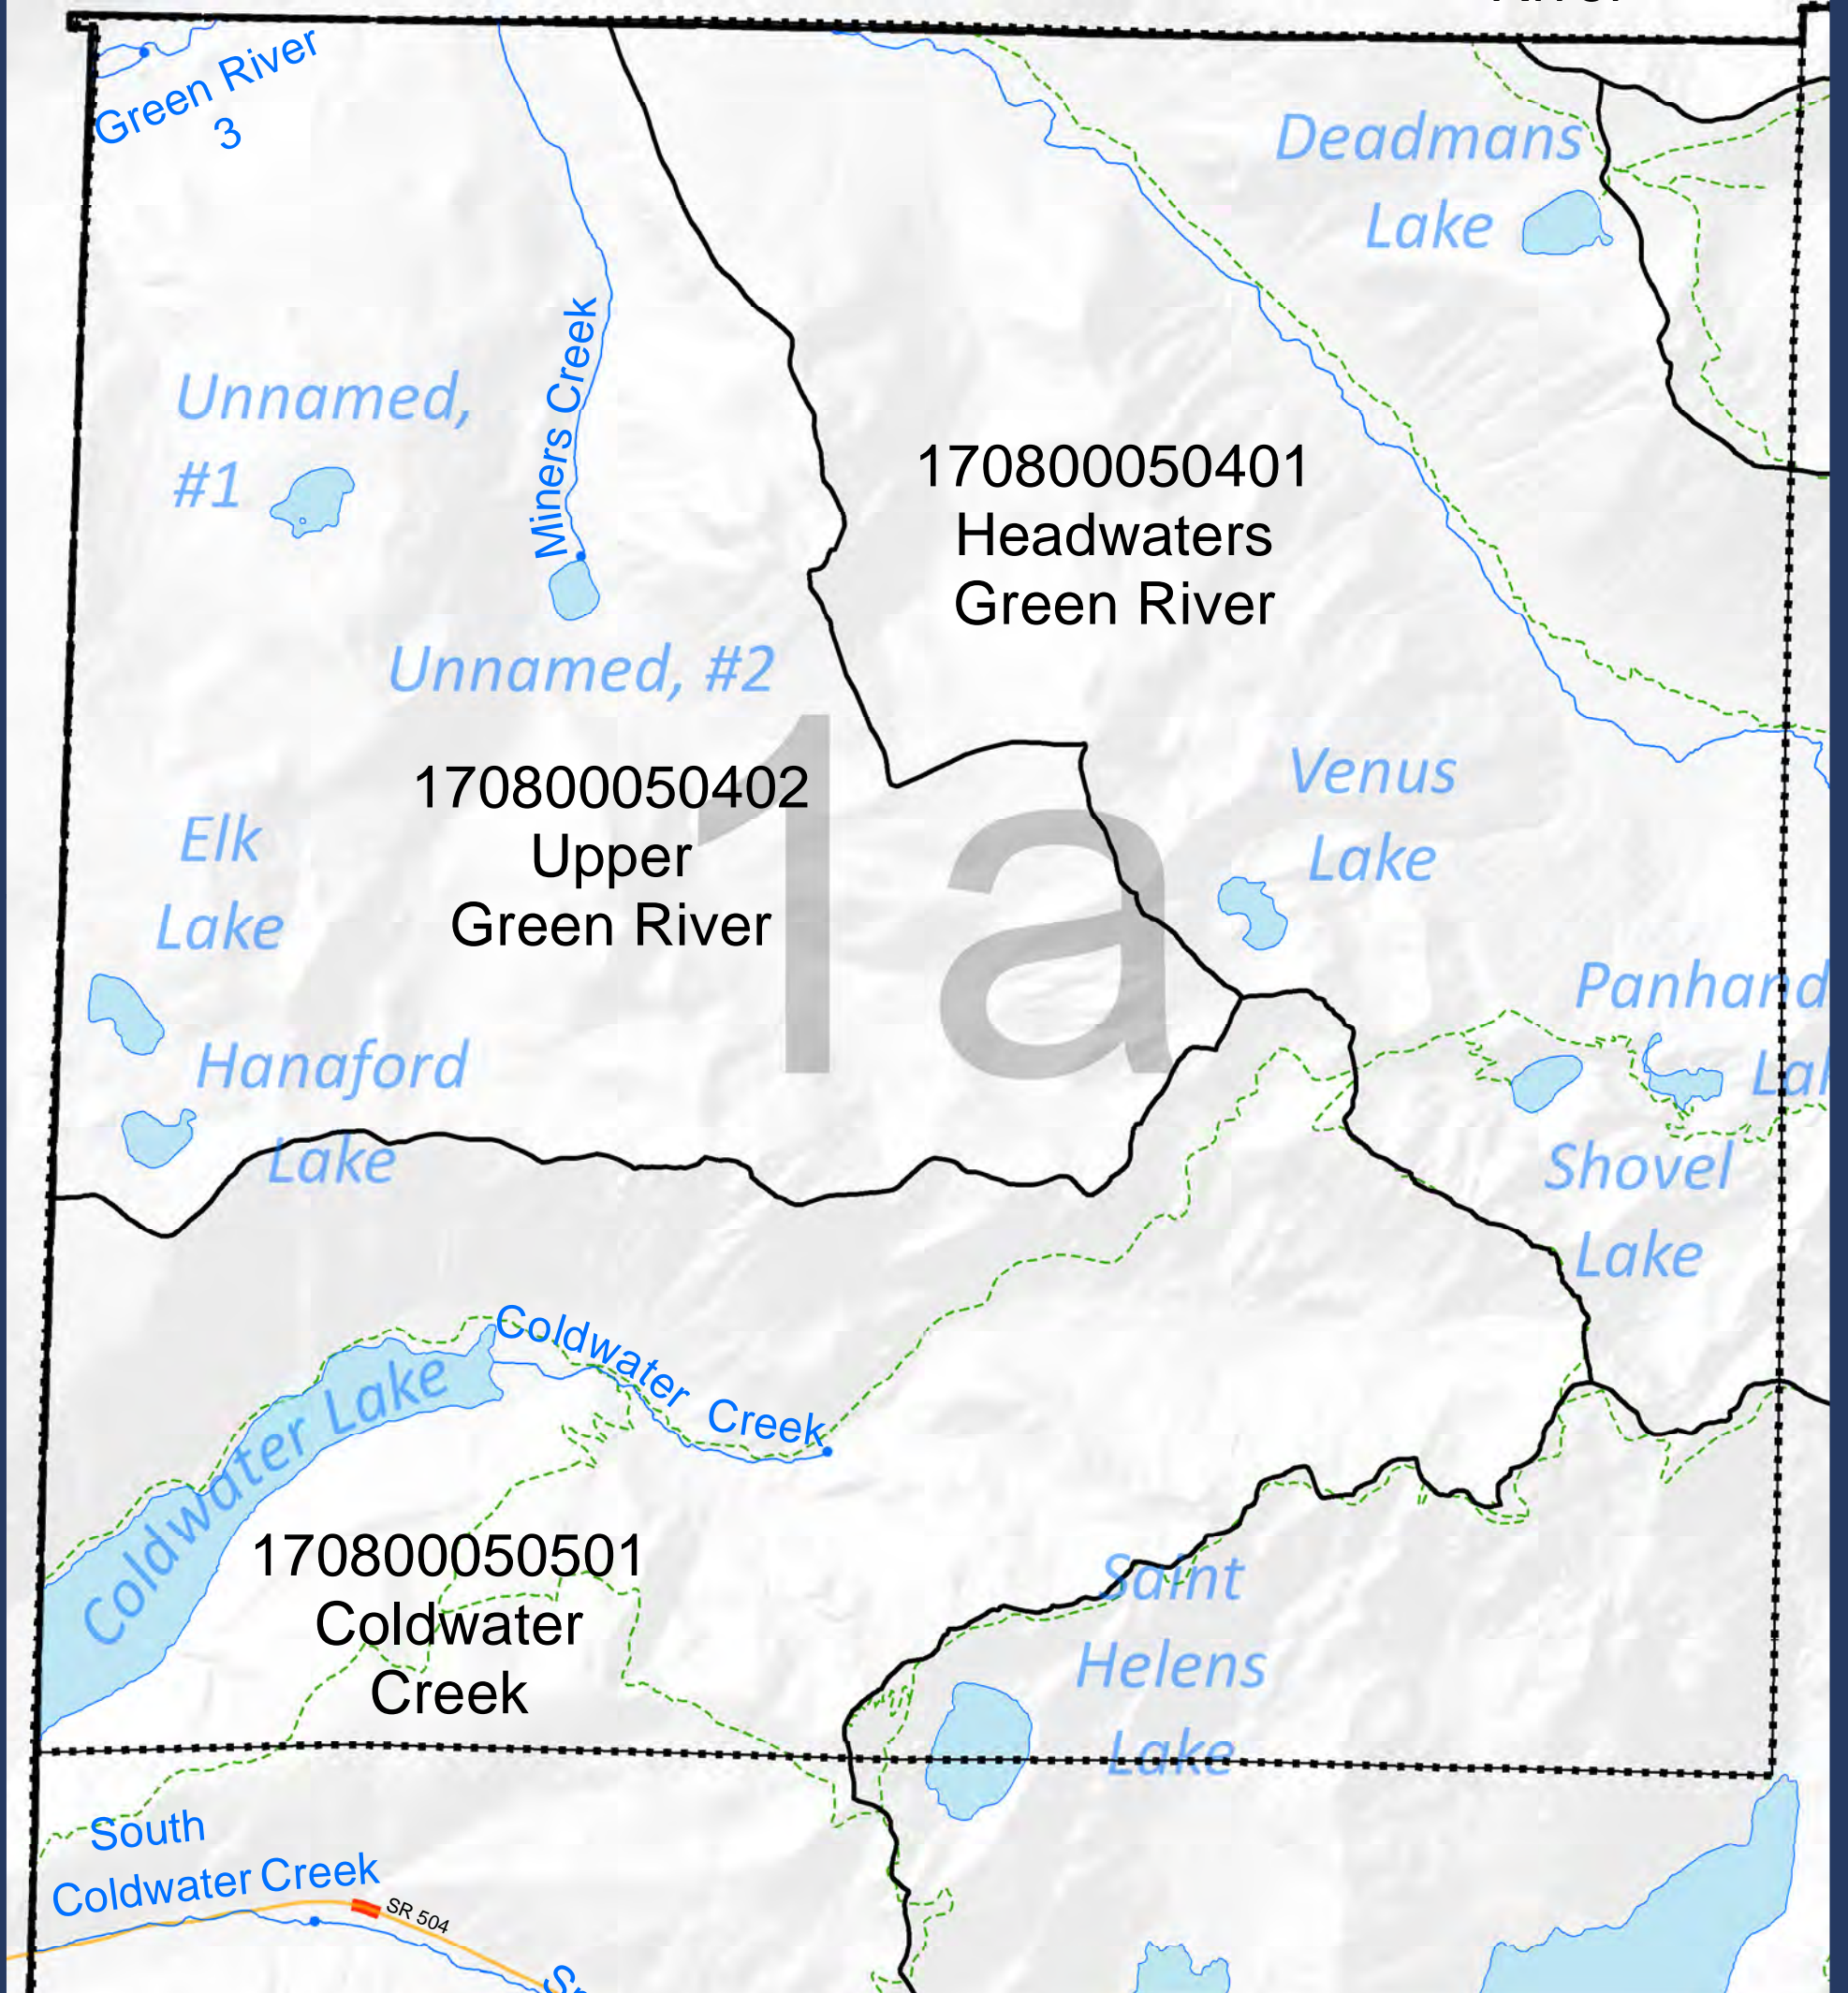 Green River
3
Deadmans
Lake
Unnamed,
#1
Miners Creek
Unnamed, #2
170800050401
Headwaters
Green River
1a
170800050402
Upper
Green River
Venus
Lake
Elk
Lake
Panhand
La
Hanaford
Lake
Shovel
Lake
Coldwater Creek
Coldwater Lake
170800050501
Coldwater
Creek
Saint
Helens
Lake
South
Coldwater Creek
SR 504